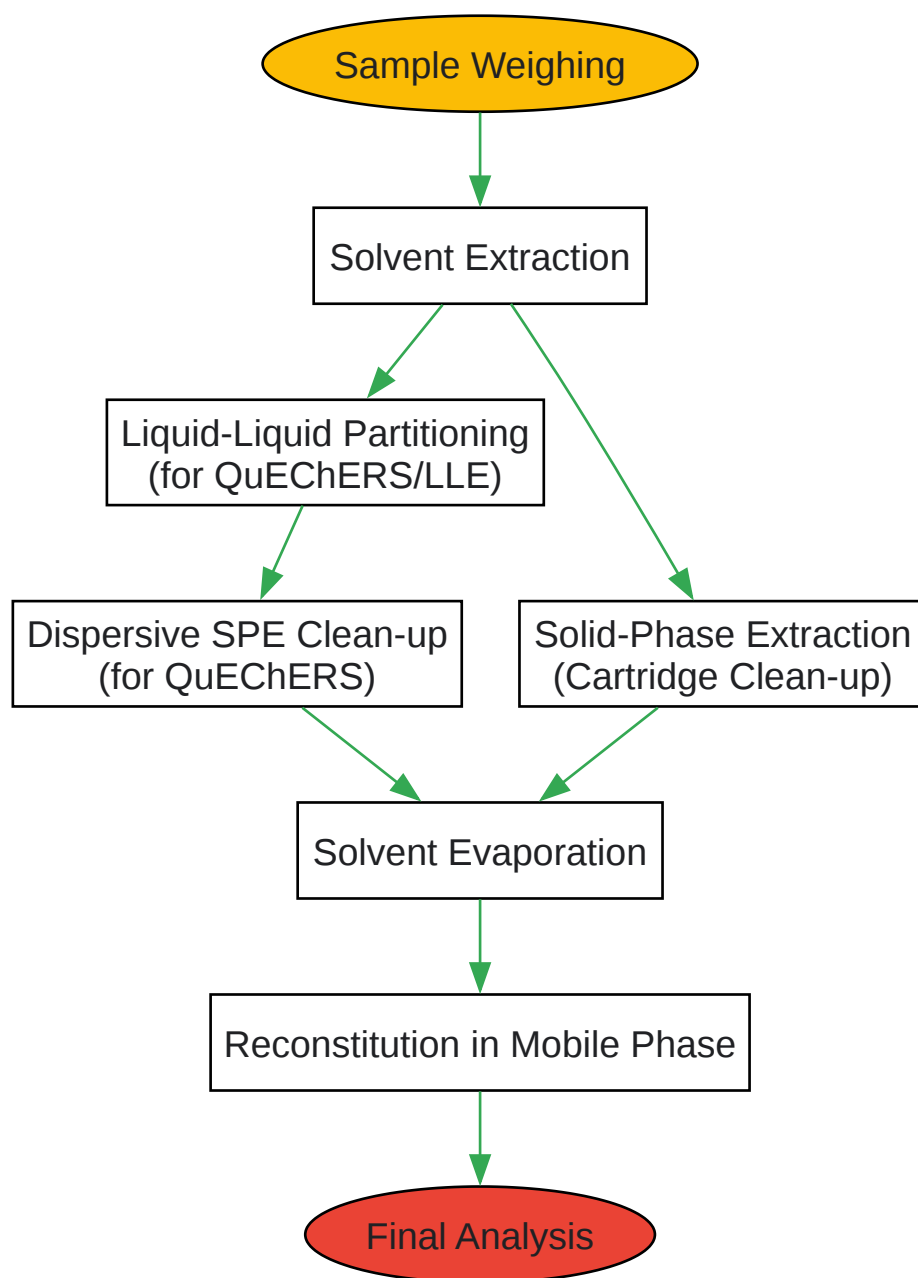 Sample Weighing
Solvent Extraction
Liquid-Liquid Partitioning
(for QuEChERS/LLE)
Dispersive SPE Clean-up
(for QuEChERS)
Solid-Phase Extraction
(Cartridge Clean-up)
Solvent Evaporation
Reconstitution in Mobile Phase
Final Analysis